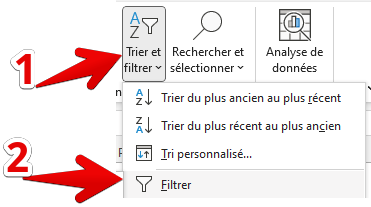 1
Trier et
filtrer
Rechercher et
sélectionner
Analyse de
données
Trier du plus ancien au plus récent
Trier du plus récent au plus ancien
Tri personnalisé...
2
Filtrer